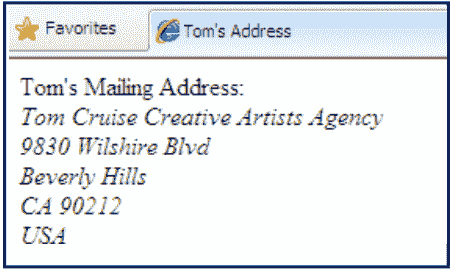 Favorites
Tom's Address
Tom's Mailing Address:
Tom Cruise Creative Artists Agency
9830 Wilshire Blvd
Beverly Hills
CA 90212
USA